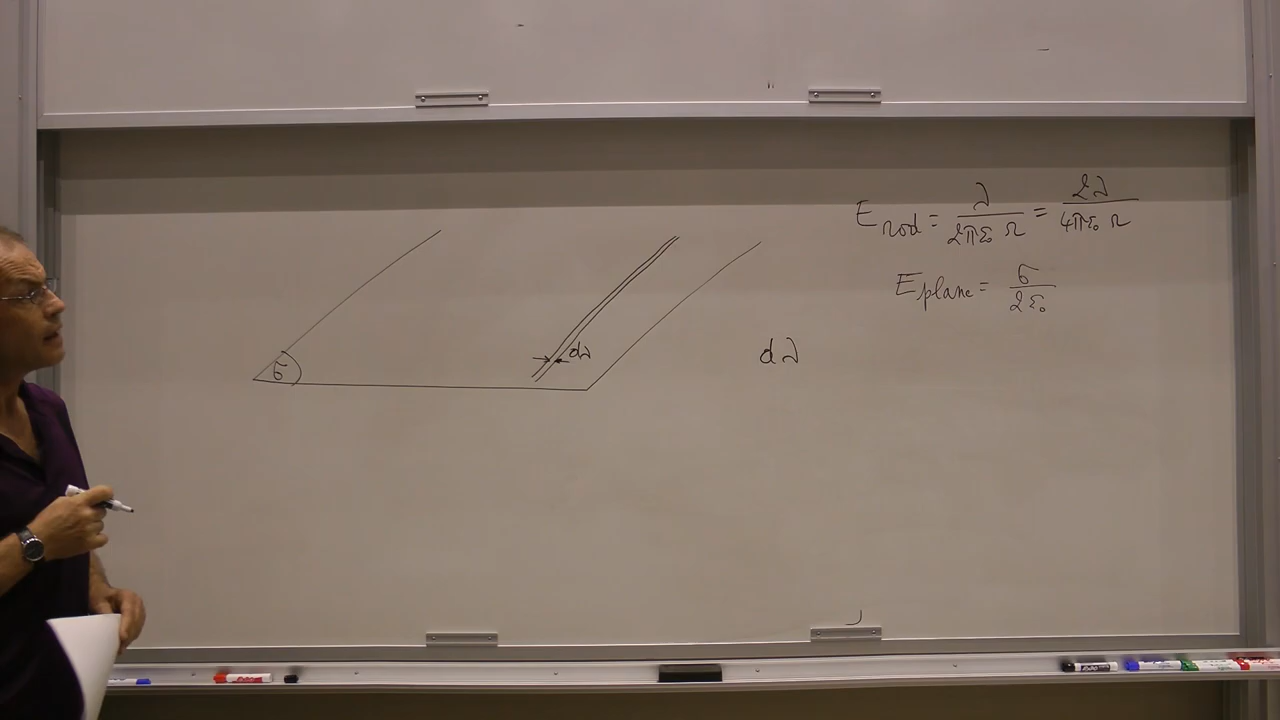 E_rod = λ / 2πε₀ r = 2λ / 4πε₀ r
E_plane = σ / 2ε₀
dλ
dλ
σ